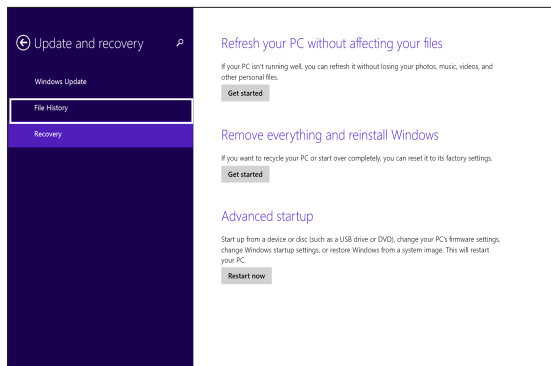 Update and recovery
Windows Update
File History
Recovery
Refresh your PC without affecting your files
If your PC isn't running well, you can refresh it without losing your photos, music, videos, and
other personal files.
Get started
Remove everything and reinstall Windows
If you want to recycle your PC or start over completely, you can reset it to its factory settings.
Get started
Advanced startup
Start up from a device or disc (such as a USB drive or DVD), change your PC's firmware settings,
change Windows startup settings, or restore Windows from a system image. This will restart
your PC.
Restart now